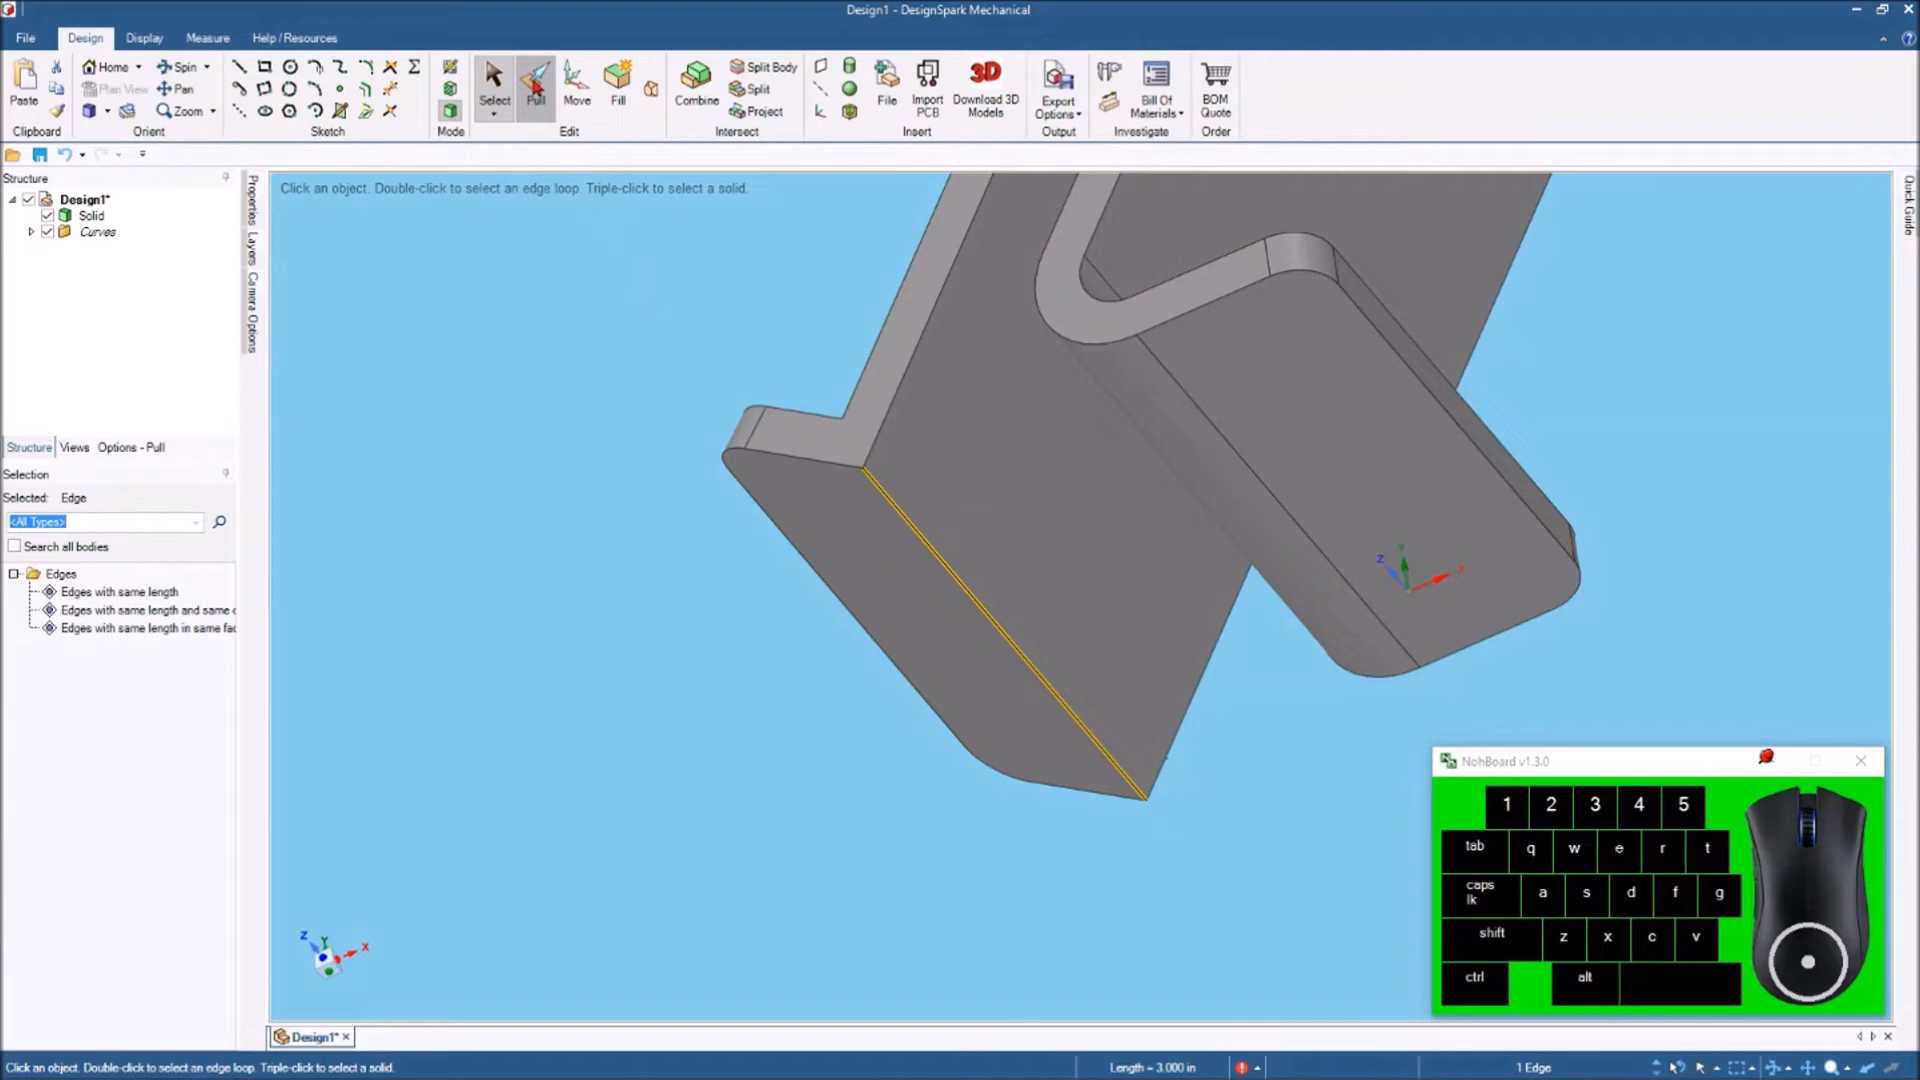 Design1 - DesignSpark Mechanical
File Design Display Measure Help / Resources
Paste
Clipboard
Home Spin
Plan View Pan
Zoom
Orient
Sketch
Mode
Select Pull Move Fill
Edit
Combine
Split Body
Split
Project
Intersect
File
Import PCB
Download 3D Models
3D
Insert
Export Options
Output
Bill Of Materials
Investigate
BOM Quote
Order
Structure
Design1*
Solid
Curves
Properties Layers Camera Options
Click an object. Double-click to select an edge loop. Triple-click to select a solid.
Quick Guide
Structure Views Options - Pull
Selection
Selected: Edge
<All Types>
Search all bodies
Edges
Edges with same length
Edges with same length and same c
Edges with same length in same fac
Z Y X
Z Y X
NohBoard v1.3.0
1 2 3 4 5
tab q w e r t
caps lk a s d f g
shift z x c v
ctrl alt
Design1*
Click an object. Double-click to select an edge loop. Triple-click to select a solid.
Length = 3.000 in
1 Edge